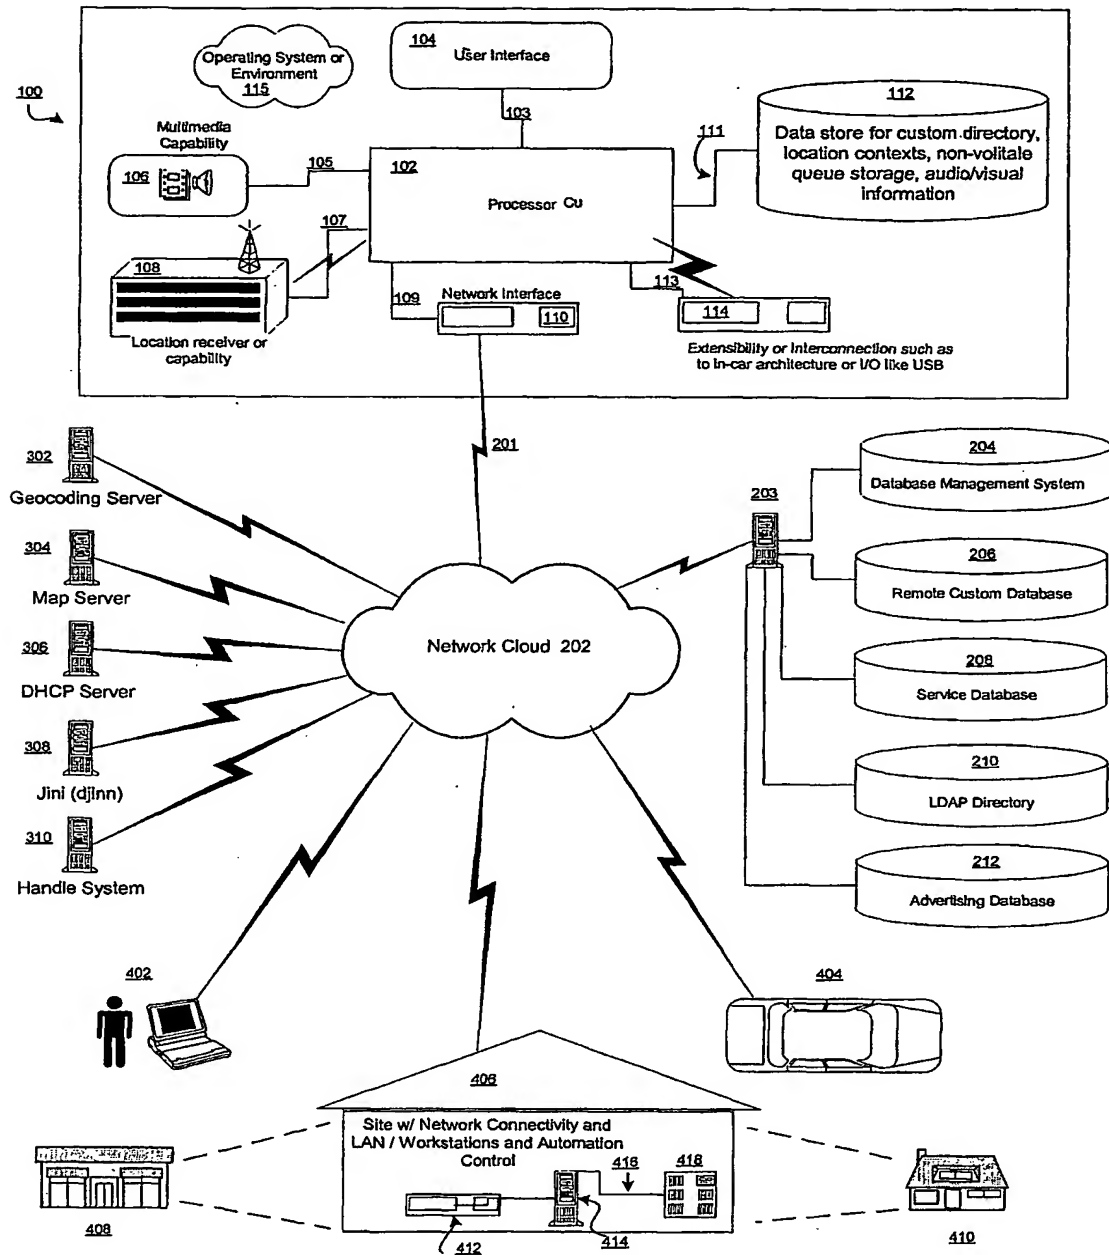 100
Operating System or
Environment
115
104
User Interface
103
112
Data store for custom directory,
location contexts, non-volitale
queue storage, audio/visual
information
111
Multimedia
Capability
106
105
102
Processor Cu
107
108
Location receiver or
capability
109
Network Interface
110
113
114
Extensibility or Interconnection such as
to in-car architecture or I/O like USB
201
302
Geocoding Server
304
Map Server
306
DHCP Server
308
Jini (djinn)
310
Handle System
Network Cloud 202
203
204
Database Management System
206
Remote Custom Database
208
Service Database
210
LDAP Directory
212
Advertising Database
402
404
406
Site w/ Network Connectivity and
LAN / Workstations and Automation
Control
416
418
412
414
408
410